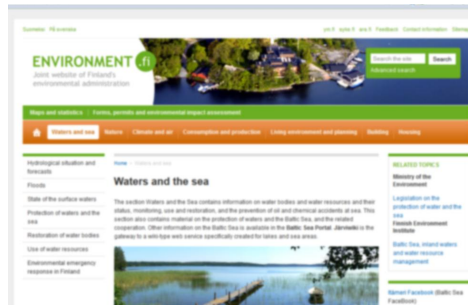 Suomeksi På svenska
ymparisto.fi syke.fi ara.fi Feedback Contact information Sitemap
ENVIRONMENT.fi
Joint website of Finland's
environmental administration
Search the site
Search
Advanced search
Maps and statistics | Forms, permits and environmental impact assessment
Waters and sea Nature Climate and air Consumption and production Living environment and planning Building Housing
Hydrological situation and
forecasts
Floods
State of the surface waters
Protection of waters and the
sea
Restoration of water bodies
Use of water resources
Environmental emergency
response in Finland
Home > Waters and sea
Waters and the sea
The section Waters and the Sea contains information on water bodies and water resources and their
status, monitoring, use and restoration, and the prevention of oil and chemical accidents at sea. This
section also contains material on the protection of waters and the Baltic Sea, and the related
cooperation. Other information on the Baltic Sea is available in the Baltic Sea Portal. Järviwiki is the
gateway to a wiki-type web service specifically created for lakes and sea areas.
RELATED TOPICS
Ministry of the
Environment
Legislation on the
protection of water and the
sea
Finnish Environment
Institute
Baltic Sea, inland waters
and water resource
management
Itämeri Facebook (Baltic Sea
FaceBook)